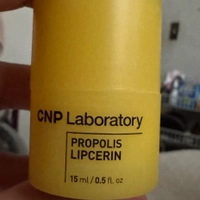 CNP Laboratory
PROPOLIS
LIPCERIN
15 ml / 0.5 fl. oz